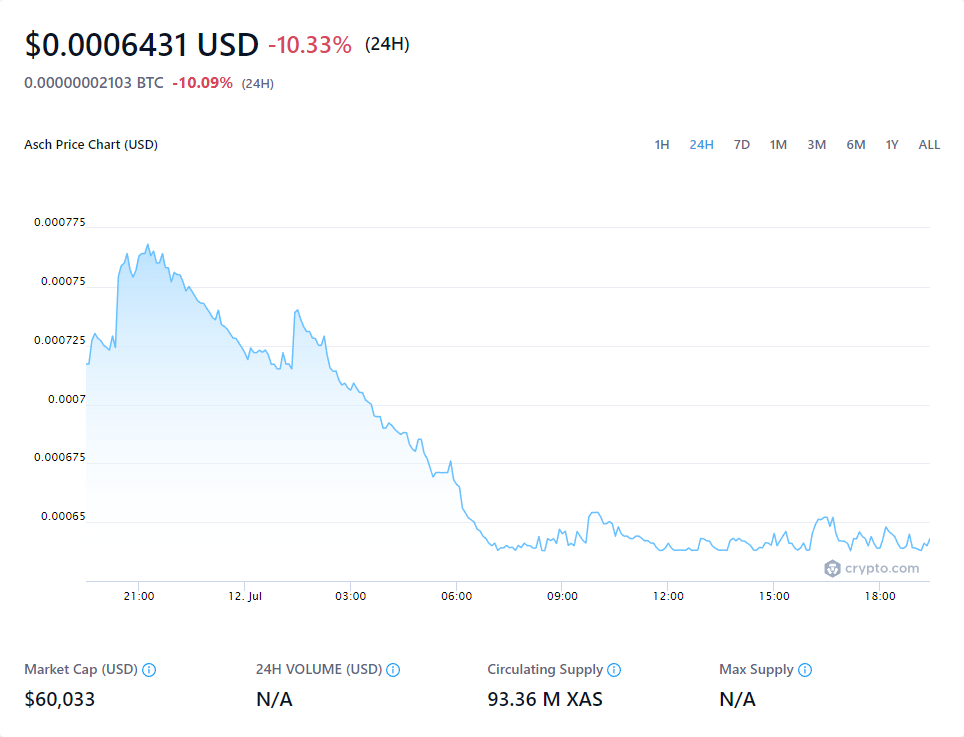 $0.0006431 USD -10.33% (24H)
0.00000002103 BTC -10.09% (24H)
Asch Price Chart (USD) 1H 24H 7D 1M 3M 6M 1Y ALL
0.000775
0.00075
0.000725
0.0007
0.000675
0.00065
crypto.com
21:00 12. Jul 03:00 06:00 09:00 12:00 15:00 18:00
Market Cap (USD) 24H VOLUME (USD) Circulating Supply Max Supply
$60,033 N/A 93.36 M XAS N/A